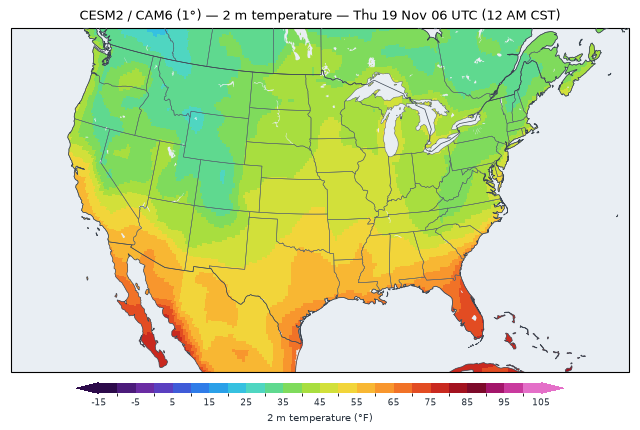 CESM2 / CAM6 (1°) — 2 m temperature — Thu 19 Nov 06 UTC (12 AM CST)
-15 -5 5 15 25 35 45 55 65 75 85 95 105
2 m temperature (°F)